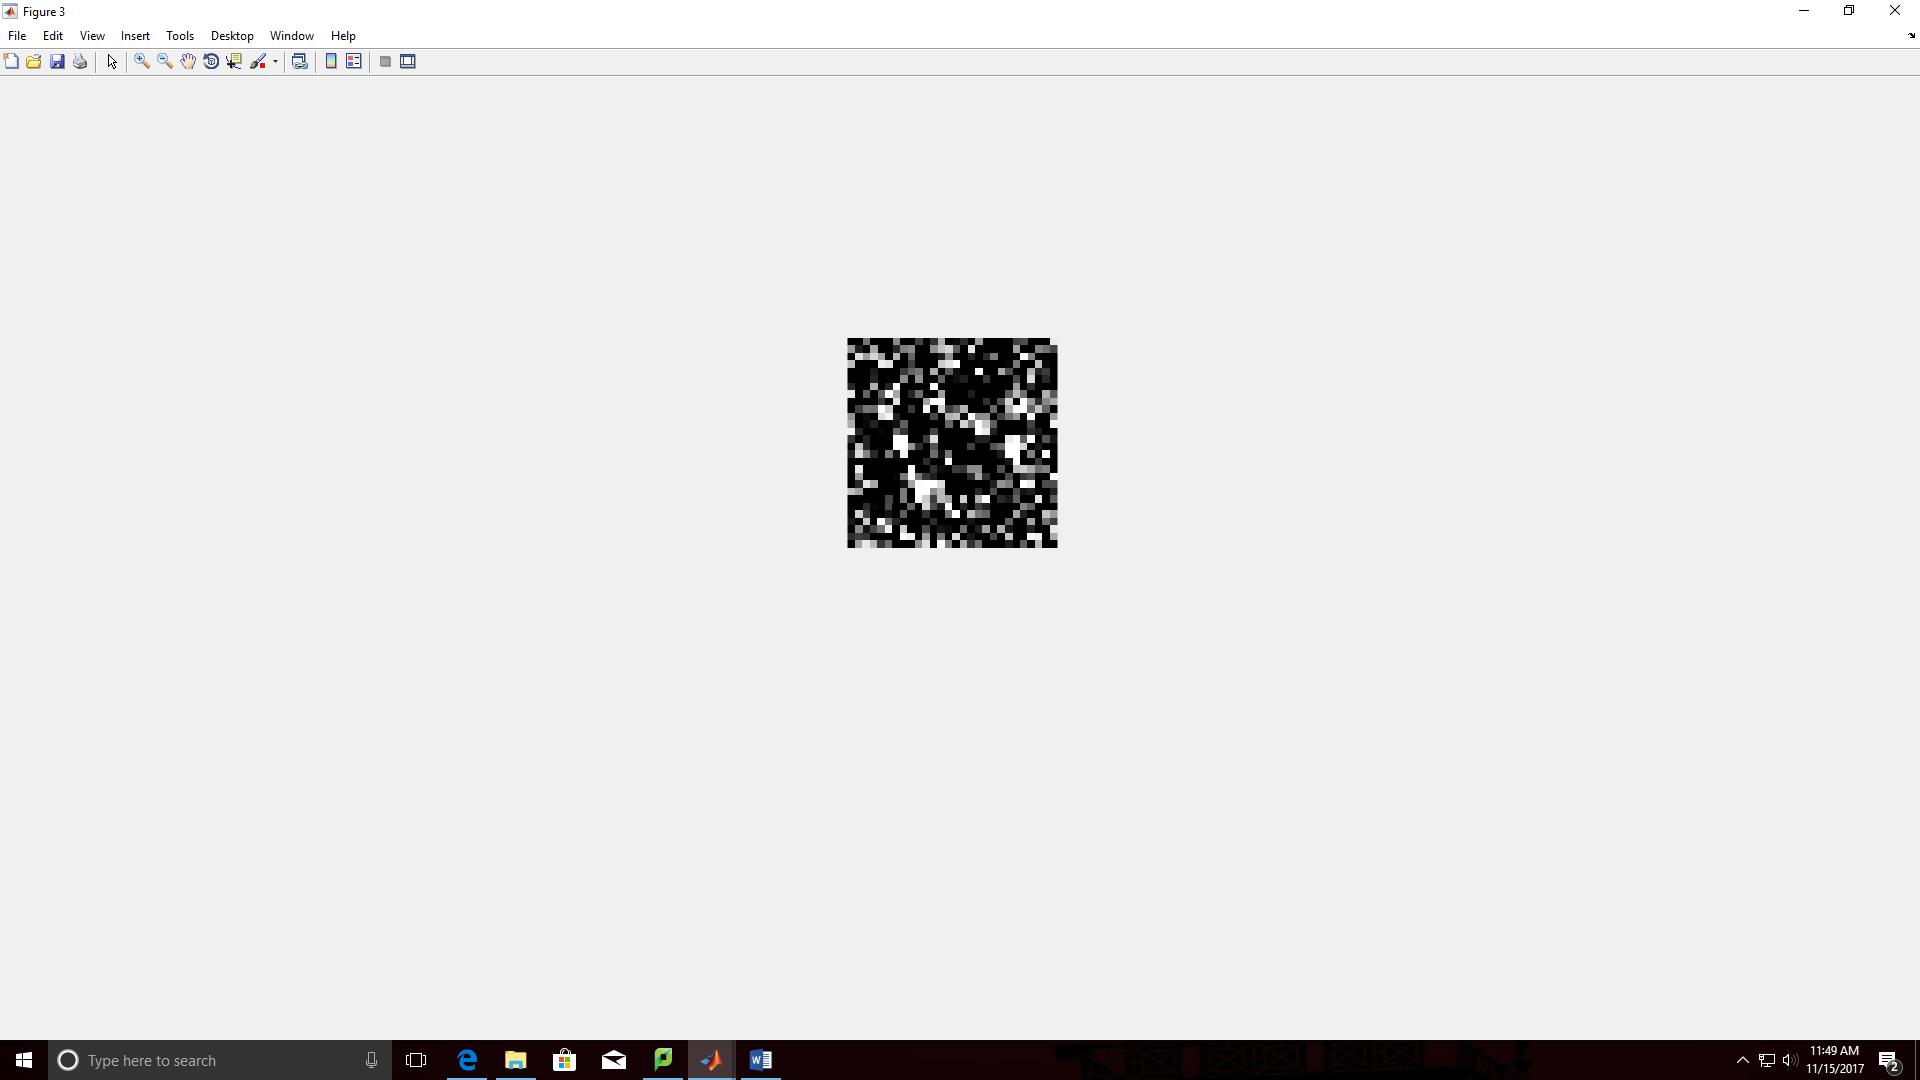 Figure 3
File Edit View Insert Tools Desktop Window Help
Type here to search
11:49 AM
11/15/2017
2